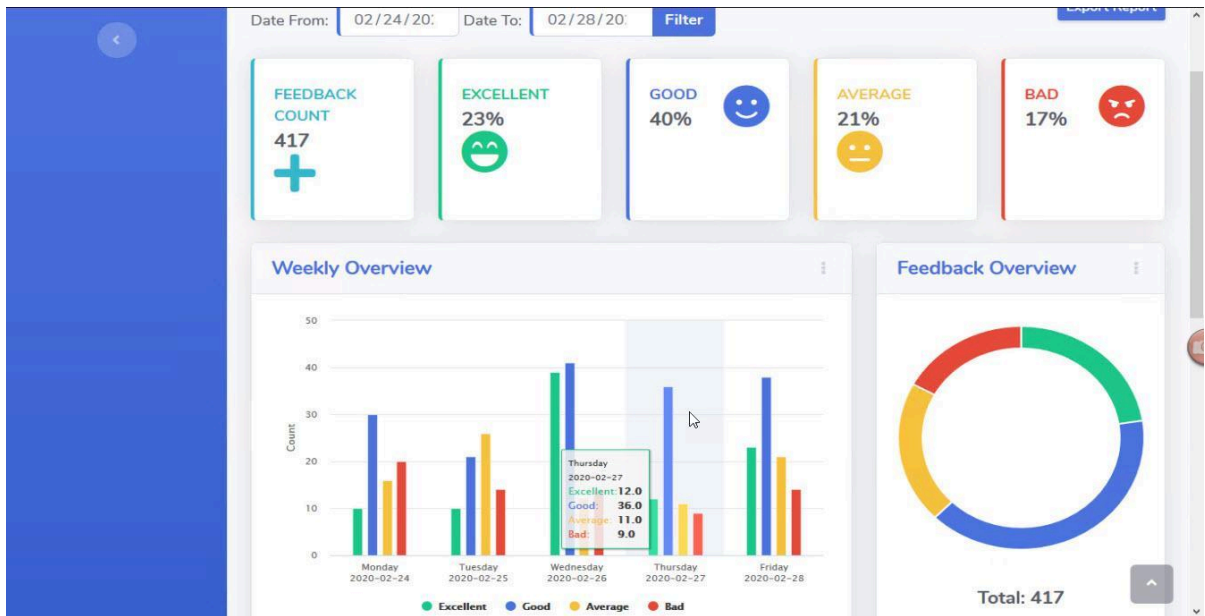 Date From: 02/24/20 Date To: 02/28/20 Filter Export Report
FEEDBACK
COUNT
417
EXCELLENT
23%
GOOD
40%
AVERAGE
21%
BAD
17%
Weekly Overview
Count
50
40
30
20
10
0
Thursday
2020-02-27
Excellent: 12.0
Good: 36.0
Average: 11.0
Bad: 9.0
Monday
2020-02-24
Tuesday
2020-02-25
Wednesday
2020-02-26
Thursday
2020-02-27
Friday
2020-02-28
Excellent Good Average Bad
Feedback Overview
Total: 417